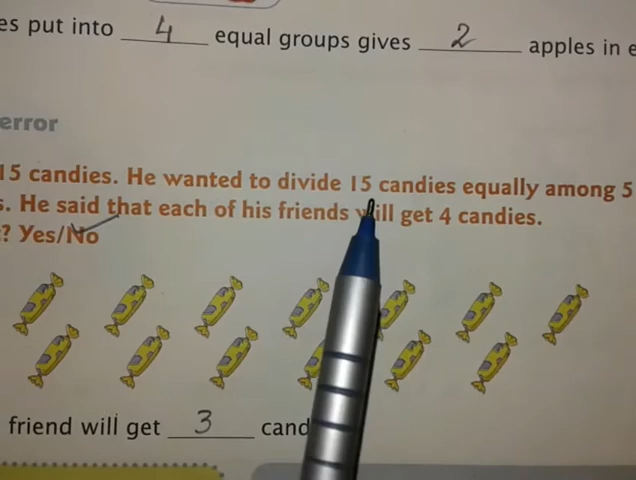 es put into 4 equal groups gives 2 apples in e
error
15 candies. He wanted to divide 15 candies equally among 5
s. He said that each of his friends will get 4 candies.
? Yes/No
friend will get 3 cand